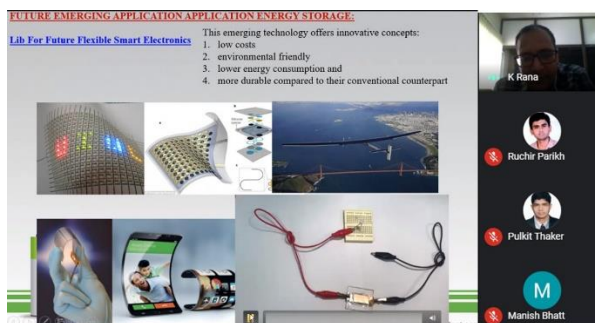 FUTURE EMERGING APPLICATION APPLICATION ENERGY STORAGE:
Lib For Future Flexible Smart Electronics
This emerging technology offers innovative concepts:
1. low costs
2. environmental friendly
3. lower energy consumption and
4. more durable compared to their conventional counterpart
K Rana
Ruchir Parikh
Pulkit Thaker
M
Manish Bhatt